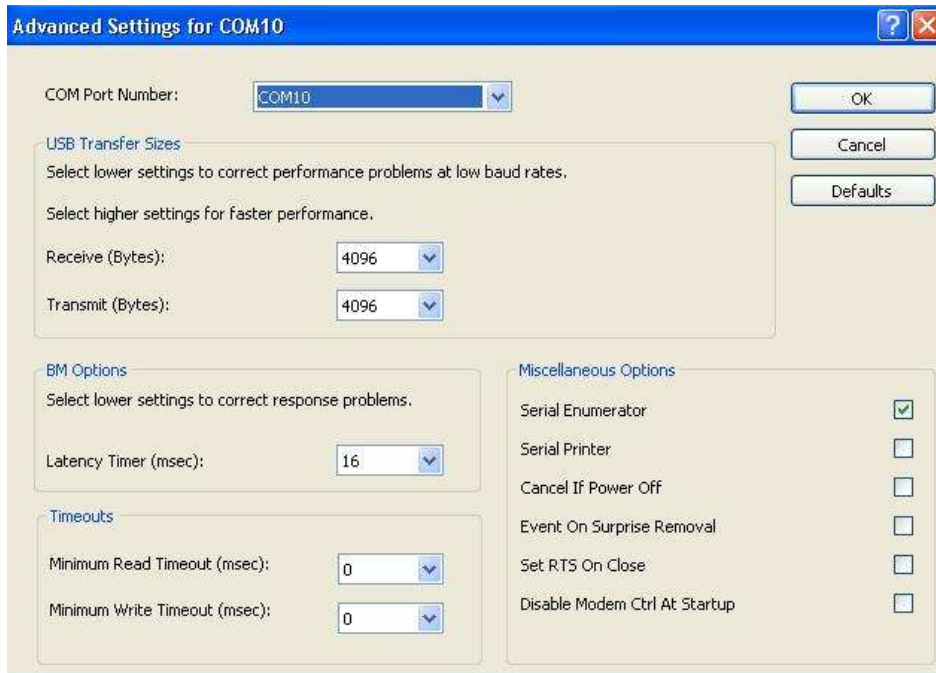 Advanced Settings for COM10
COM Port Number:
COM10
OK
Cancel
Defaults
USB Transfer Sizes
Select lower settings to correct performance problems at low baud rates.
Select higher settings for faster performance.
Receive (Bytes):
4096
Transmit (Bytes):
4096
BM Options
Select lower settings to correct response problems.
Latency Timer (msec):
16
Timeouts
Minimum Read Timeout (msec):
0
Minimum Write Timeout (msec):
0
Miscellaneous Options
Serial Enumerator
Serial Printer
Cancel If Power Off
Event On Surprise Removal
Set RTS On Close
Disable Modem Ctrl At Startup